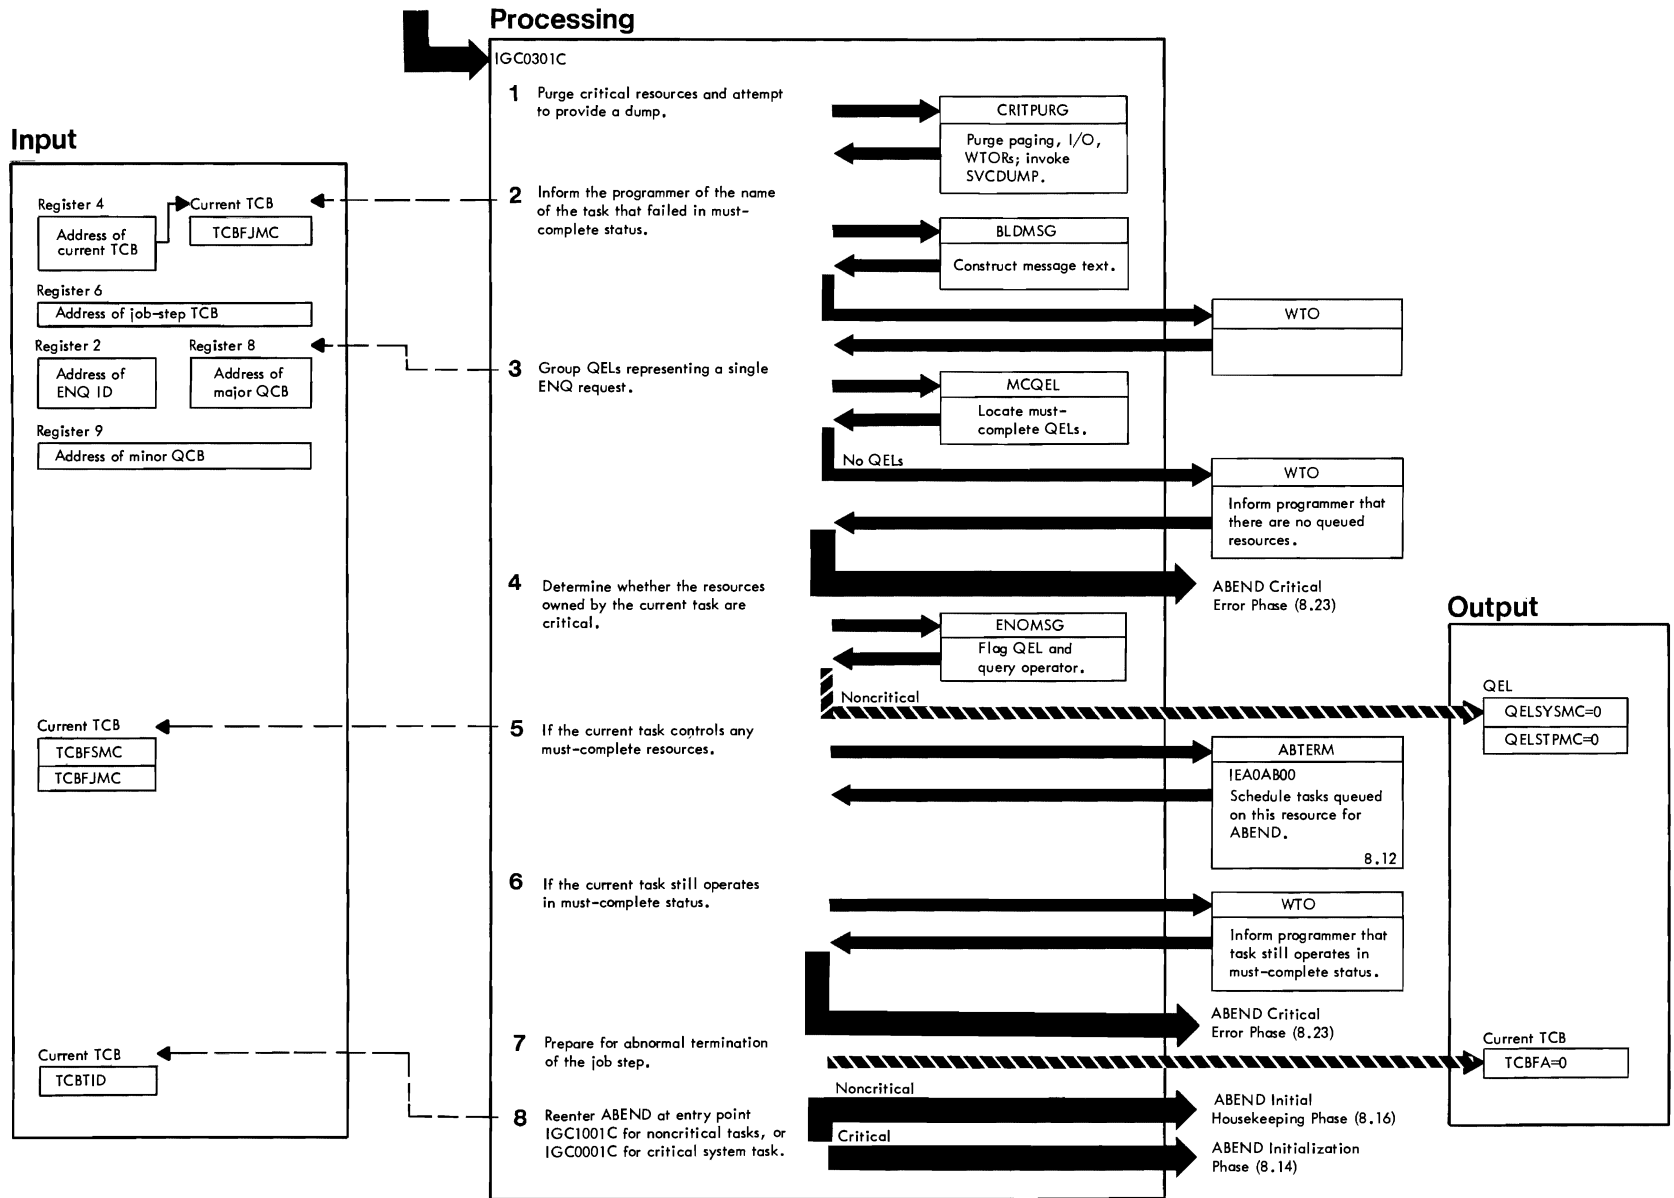 Processing
IGC0301C
1 Purge critical resources and attempt
to provide a dump.
CRITPURG
Purge paging, I/O,
WTORs; invoke
SVCDUMP.
Input
Register 4
Address of
current TCB
Current TCB
TCBFJMC
Register 6
Address of job-step TCB
Register 2
Address of
ENQ ID
Register 8
Address of
major QCB
Register 9
Address of minor QCB
2 Inform the programmer of the name
of the task that failed in must-
complete status.
BLDMSG
Construct message text.
WTO
3 Group QELs representing a single
ENQ request.
MCQEL
Locate must-
complete QELs.
No QELs
WTO
Inform programmer that
there are no queued
resources.
ABEND Critical
Error Phase (8.23)
4 Determine whether the resources
owned by the current task are
critical.
ENOMSG
Flag QEL and
query operator.
Noncritical
Output
QEL
QELSYSMC=0
QELSTPMC=0
Current TCB
TCBFSMC
TCBFJMC
5 If the current task controls any
must-complete resources.
ABTERM
IEA0AB00
Schedule tasks queued
on this resource for
ABEND.
8.12
6 If the current task still operates
in must-complete status.
WTO
Inform programmer that
task still operates in
must-complete status.
ABEND Critical
Error Phase (8.23)
7 Prepare for abnormal termination
of the job step.
Current TCB
TCBFA=0
Current TCB
TCBTID
8 Reenter ABEND at entry point
IGC1001C for noncritical tasks, or
IGC0001C for critical system task.
Noncritical
ABEND Initial
Housekeeping Phase (8.16)
Critical
ABEND Initialization
Phase (8.14)